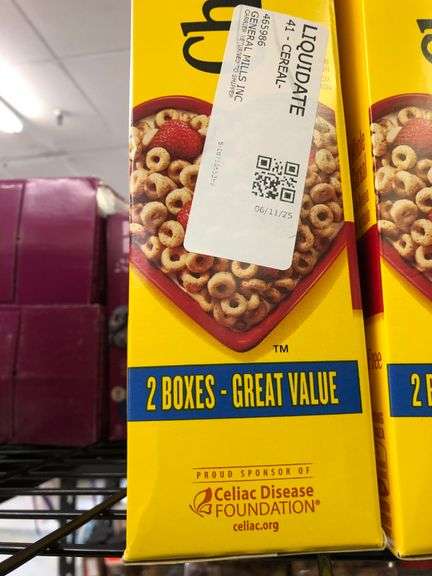 Ch
LIQUIDATE
41 - CEREAL-
465986
GENERAL MILLS INC
06/11/25
TM
2 BOXES - GREAT VALUE
2
PROUD SPONSOR OF
Celiac Disease
FOUNDATION®
celiac.org